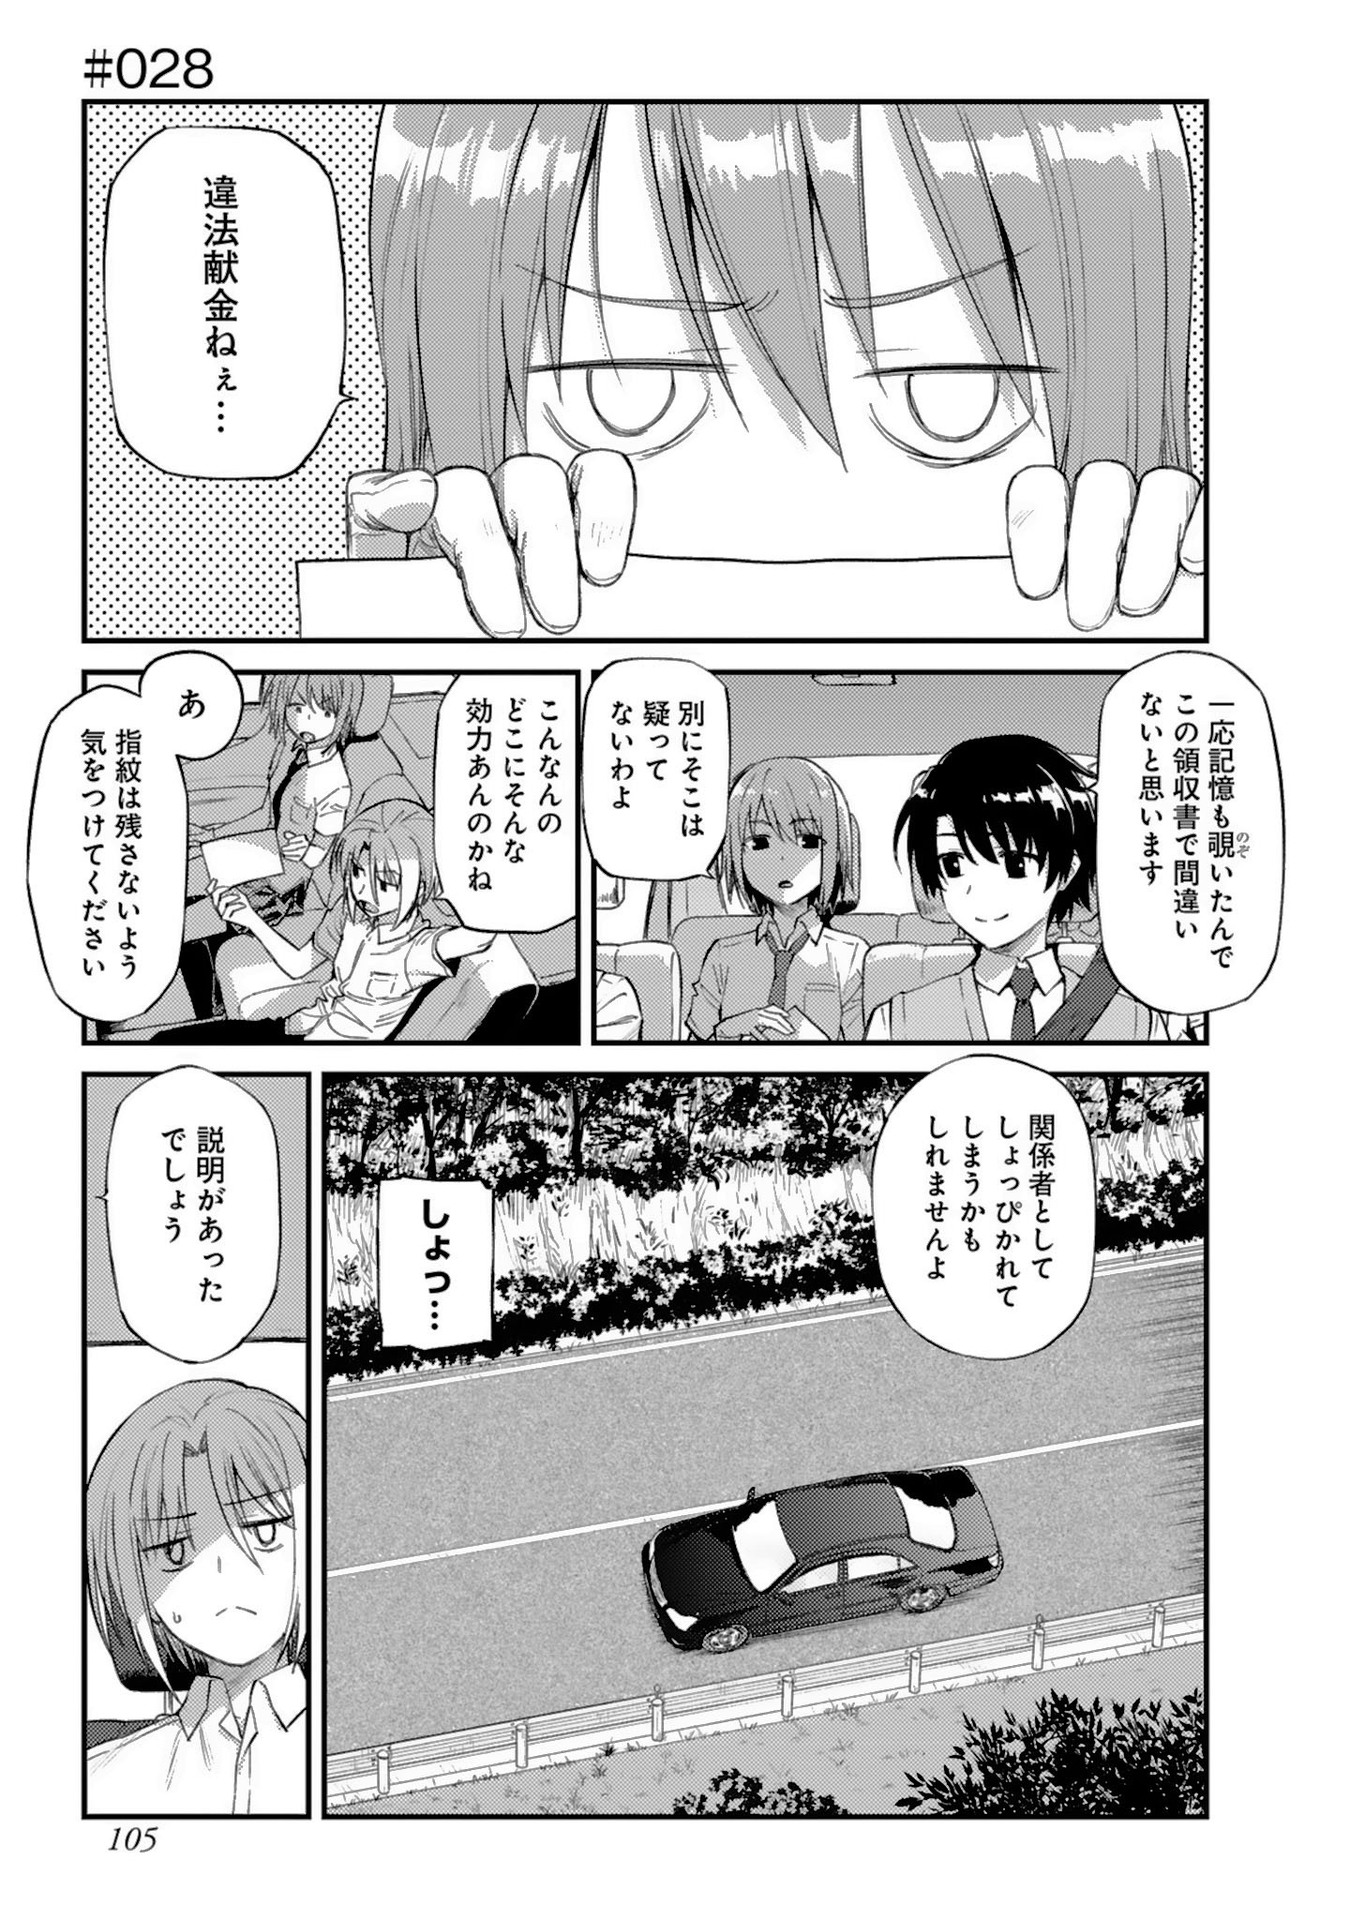 #028
違法献金ねぇ…
一応記憶も覗いたんで
のぞ
この領収書で間違い
ないと思います
別にそこは
疑って
ないわよ
こんなんの
どこにそんな
効力あんのかね
あ
指紋は残さないよう
気をつけてください
関係者として
しょっぴかれて
しまうかも
しれませんよ
しょっ…
説明があった
でしょう
105